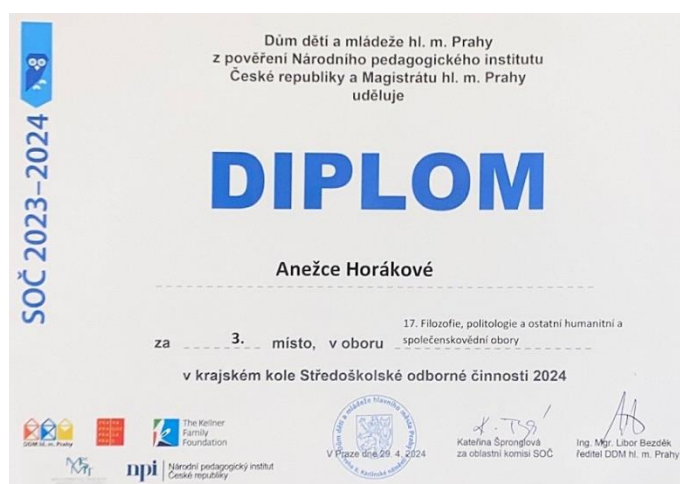 Dům dětí a mládeže hl. m. Prahy
z pověření Národního pedagogického institutu
České republiky a Magistrátu hl. m. Prahy
uděluje
SOČ 2023–2024
DIPLOM
Anežce Horákové
za 3. místo, v oboru 17. Filozofie, politologie a ostatní humanitní a
společenskovědní obory
v krajském kole Středoškolské odborné činnosti 2024
DDM hl. m. Prahy
The Kellner
Family
Foundation
npi Národní pedagogický institut
České republiky
V Praze dne 29. 4. 2024
Kateřina Špronglová
za oblastní komisi SOČ
Ing. Mgr. Libor Bezděk
ředitel DDM hl. m. Prahy